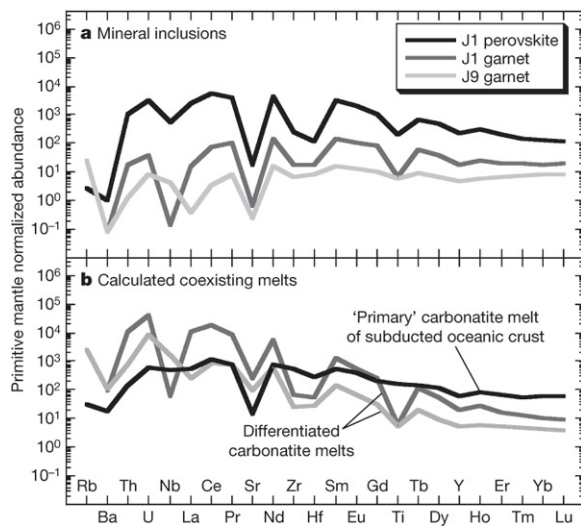 10⁶
10⁵
10⁴
10³
10²
10¹
10⁰
10⁻¹
a Mineral inclusions
J1 perovskite
J1 garnet
J9 garnet
Primitive mantle normalized abundance
10⁶
10⁵
10⁴
10³
10²
10¹
10⁰
10⁻¹
b Calculated coexisting melts
‘Primary’ carbonatite melt
of subducted oceanic crust
Differentiated
carbonatite melts
Rb Th U Nb La Ce Pr Sr Nd Zr Hf Sm Eu Gd Ti Tb Dy Y Ho Er Tm Yb Lu
Ba